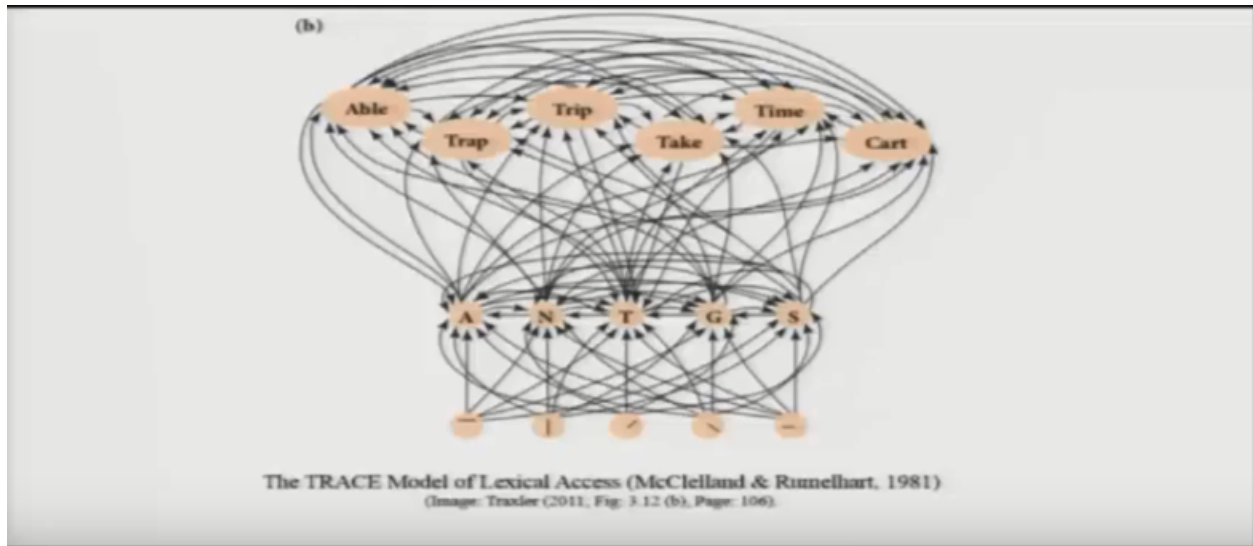 (b)
Able
Trip
Time
Trap
Take
Cart
A N T G S
The TRACE Model of Lexical Access (McClelland & Rumelhart, 1981)
(Image: Traxler (2011; Fig: 3.12 (b), Page: 106).